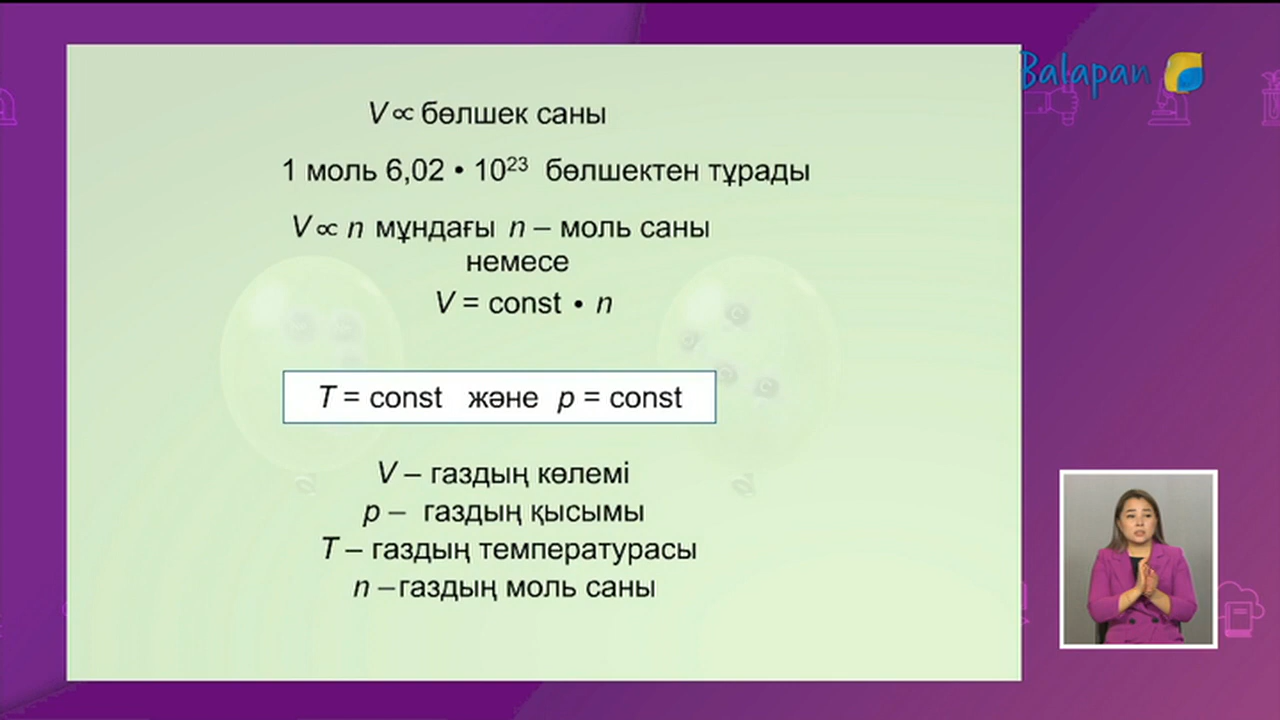 V ∝ бөлшек саны
1 моль 6,02 • 10²³ бөлшектен тұрады
V ∝ n мұндағы n – моль саны
немесе
V = const • n
T = const және p = const
V – газдың көлемі
p – газдың қысымы
T – газдың температурасы
n – газдың моль саны
Balapan